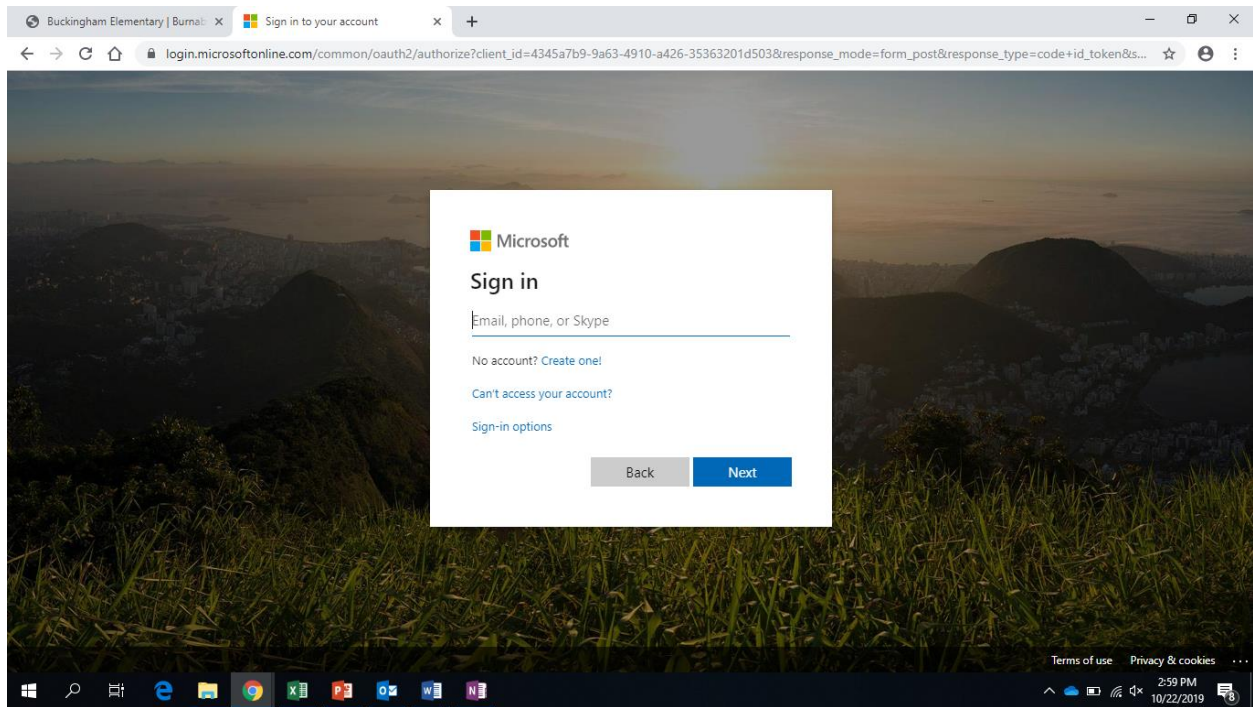 Buckingham Elementary | Burnab
Sign in to your account
login.microsoftonline.com/common/oauth2/authorize?client_id=4345a7b9-9a63-4910-a426-35363201d503&response_mode=form_post&response_type=code+id_token&s...
Microsoft
Sign in
Email, phone, or Skype
No account? Create one!
Can't access your account?
Sign-in options
Back Next
Terms of use Privacy & cookies ...
2:59 PM
10/22/2019
8